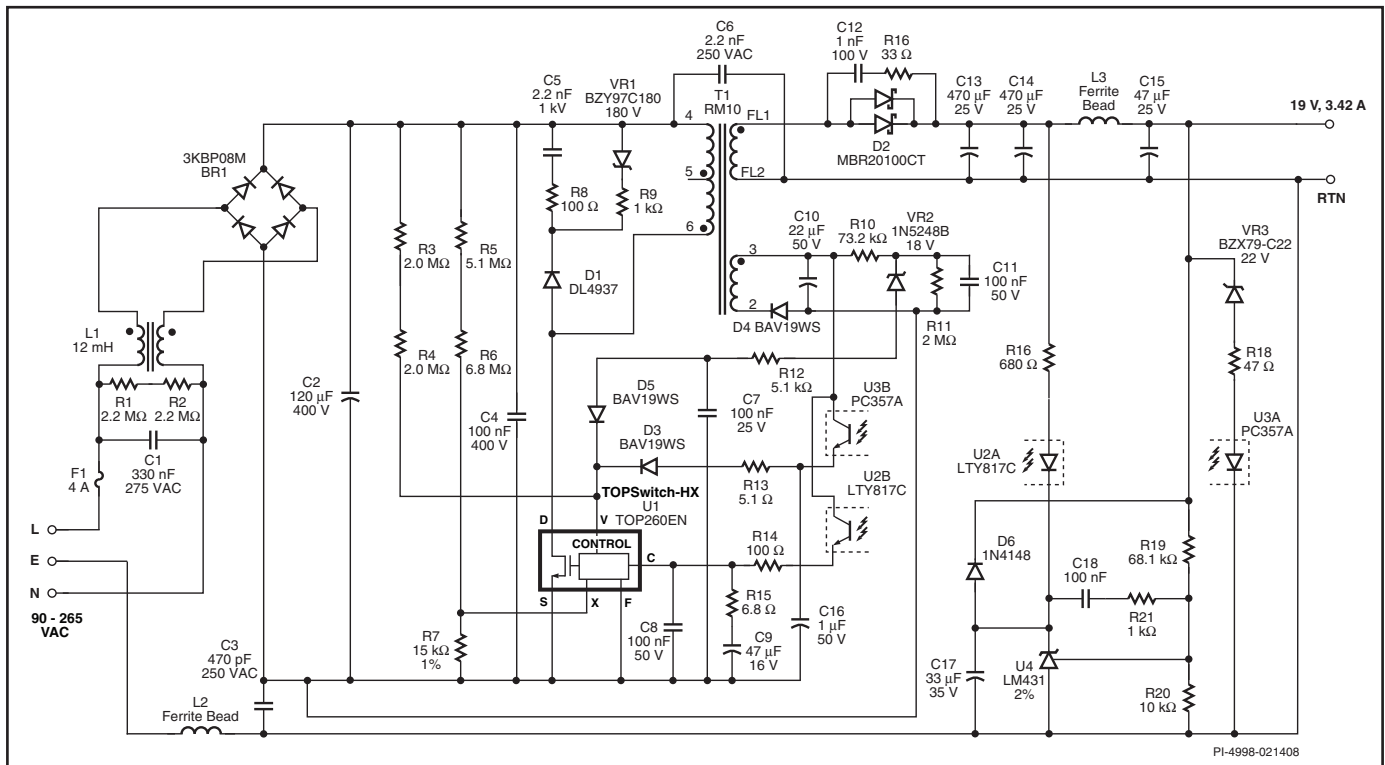 C6
2.2 nF
250 VAC
C12
1 nF
100 V
R16
33 Ω
C5
2.2 nF
1 kV
VR1
BZY97C180
180 V
T1
RM10
4
5
6
FL1
FL2
D2
MBR20100CT
C13
470 µF
25 V
C14
470 µF
25 V
L3
Ferrite
Bead
C15
47 µF
25 V
19 V, 3.42 A
RTN
3KBP08M
BR1
R8
100 Ω
R9
1 kΩ
R3
2.0 MΩ
R5
5.1 MΩ
D1
DL4937
3
2
C10
22 µF
50 V
R10
73.2 kΩ
VR2
1N5248B
18 V
C11
100 nF
50 V
D4 BAV19WS
R11
2 MΩ
VR3
BZX79-C22
22 V
L1
12 mH
R1
2.2 MΩ
R2
2.2 MΩ
C1
330 nF
275 VAC
F1
4 A
C2
120 µF
400 V
R4
2.0 MΩ
R6
6.8 MΩ
C4
100 nF
400 V
D5
BAV19WS
D3
BAV19WS
C7
100 nF
25 V
R12
5.1 kΩ
U3B
PC357A
R16
680 Ω
R18
47 Ω
U2A
LTY817C
U3A
PC357A
R13
5.1 Ω
U2B
LTY817C
TOPSwitch-HX
U1
TOP260EN
D
V
CONTROL
C
S
X
F
R14
100 Ω
R15
6.8 Ω
C8
100 nF
50 V
C9
47 µF
16 V
C16
1 µF
50 V
D6
1N4148
C18
100 nF
R19
68.1 kΩ
R21
1 kΩ
C17
33 µF
35 V
U4
LM431
2%
R20
10 kΩ
L
E
N
90 - 265
VAC
C3
470 pF
250 VAC
R7
15 kΩ
1%
L2
Ferrite Bead
PI-4998-021408